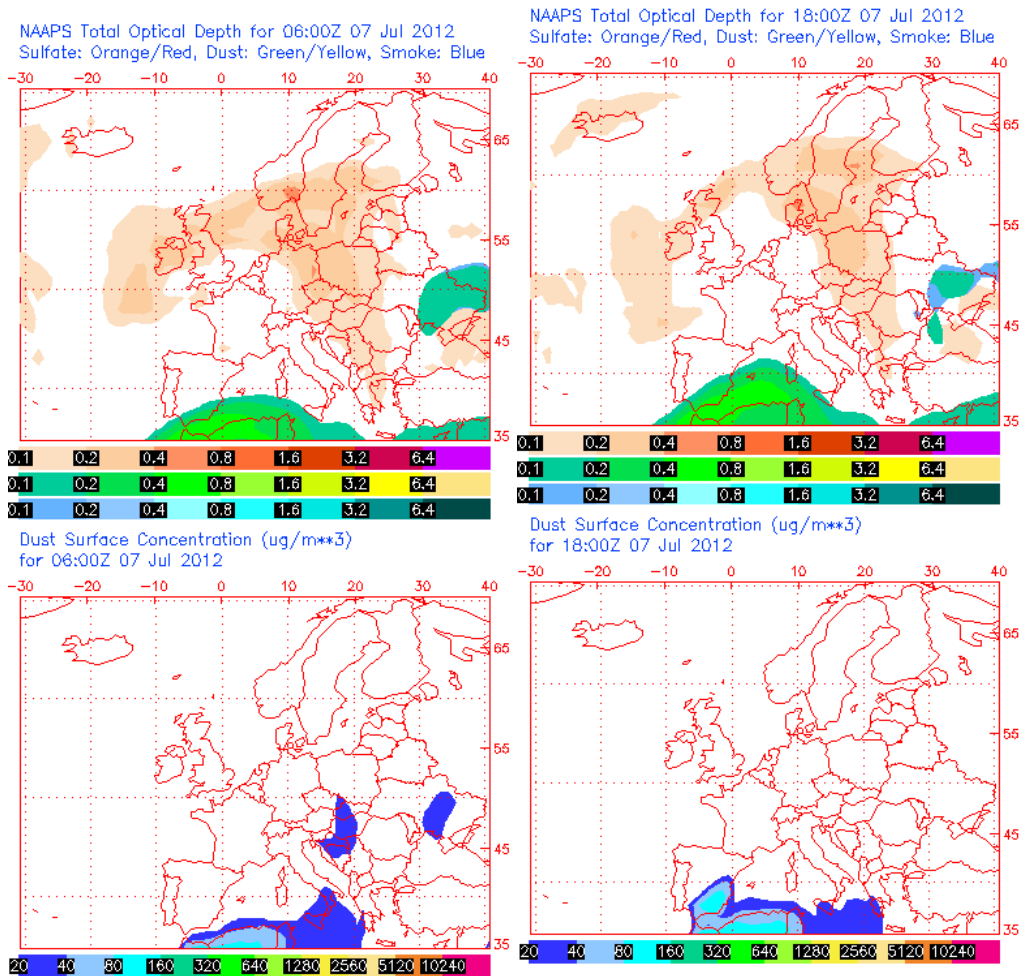 NAAPS Total Optical Depth for 06:00Z 07 Jul 2012
Sulfate: Orange/Red, Dust: Green/Yellow, Smoke: Blue
-30 -20 -10 0 10 20 30 40
65
55
45
35
0.1 0.2 0.4 0.8 1.6 3.2 6.4
0.1 0.2 0.4 0.8 1.6 3.2 6.4
0.1 0.2 0.4 0.8 1.6 3.2 6.4
NAAPS Total Optical Depth for 18:00Z 07 Jul 2012
Sulfate: Orange/Red, Dust: Green/Yellow, Smoke: Blue
-30 -20 -10 0 10 20 30 40
65
55
45
35
0.1 0.2 0.4 0.8 1.6 3.2 6.4
0.1 0.2 0.4 0.8 1.6 3.2 6.4
0.1 0.2 0.4 0.8 1.6 3.2 6.4
Dust Surface Concentration (ug/m**3)
for 06:00Z 07 Jul 2012
-30 -20 -10 0 10 20 30 40
65
55
45
35
20 40 80 160 320 640 1280 2560 5120 10240
Dust Surface Concentration (ug/m**3)
for 18:00Z 07 Jul 2012
-30 -20 -10 0 10 20 30 40
65
55
45
35
20 40 80 160 320 640 1280 2560 5120 10240